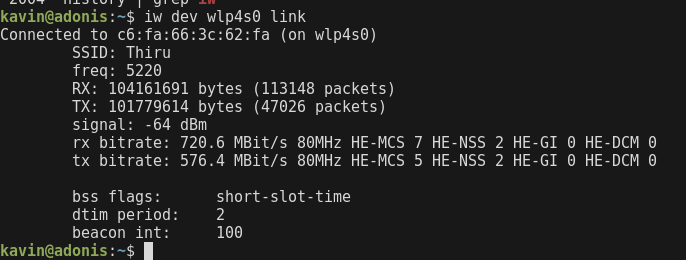 2004  history | grep iw
kavin@adonis:~$ iw dev wlp4s0 link
Connected to c6:fa:66:3c:62:fa (on wlp4s0)
SSID: Thiru
freq: 5220
RX: 104161691 bytes (113148 packets)
TX: 101779614 bytes (47026 packets)
signal: -64 dBm
rx bitrate: 720.6 MBit/s 80MHz HE-MCS 7 HE-NSS 2 HE-GI 0 HE-DCM 0
tx bitrate: 576.4 MBit/s 80MHz HE-MCS 5 HE-NSS 2 HE-GI 0 HE-DCM 0
bss flags: short-slot-time
dtim period: 2
beacon int: 100
kavin@adonis:~$